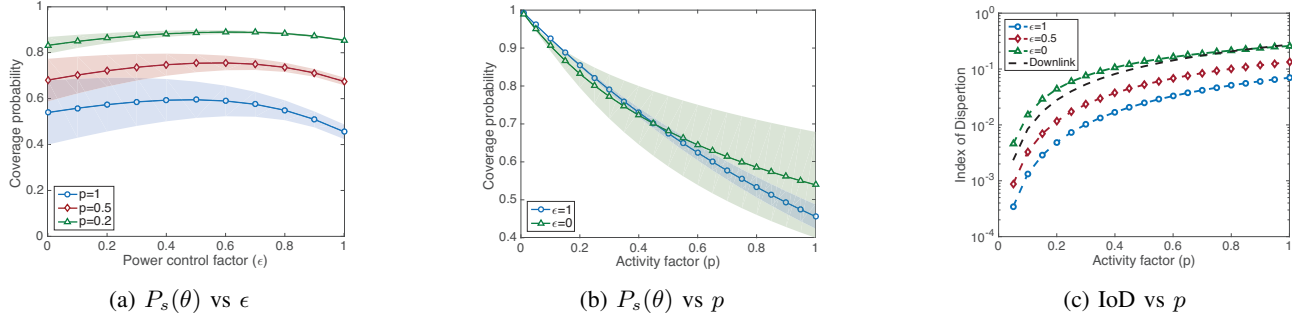 1
0.8
0.6
0.4
0.2
0
Coverage probability
p=1
p=0.5
p=0.2
0 0.2 0.4 0.6 0.8 1
Power control factor (ϵ)
(a) Pₛ(θ) vs ϵ
1
0.9
0.8
0.7
0.6
0.5
0.4
Coverage probability
ϵ=1
ϵ=0
0 0.2 0.4 0.6 0.8 1
Activity factor (p)
(b) Pₛ(θ) vs p
10⁰
10⁻¹
10⁻²
10⁻³
10⁻⁴
Index of Dispertion
ϵ=1
ϵ=0.5
ϵ=0
Downlink
0 0.2 0.4 0.6 0.8 1
Activity factor (p)
(c) IoD vs p